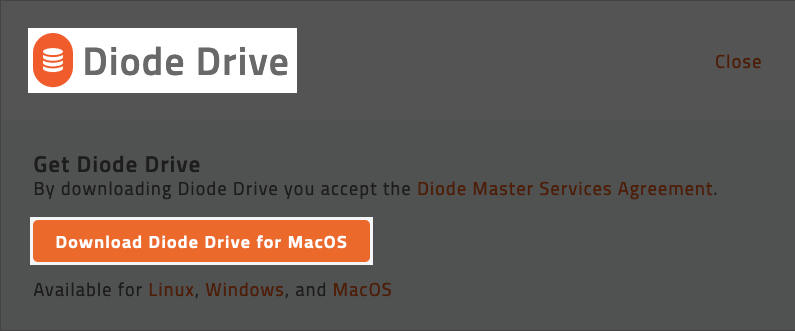 Diode Drive
Close
Get Diode Drive
By downloading Diode Drive you accept the Diode Master Services Agreement.
Download Diode Drive for MacOS
Available for Linux, Windows, and MacOS